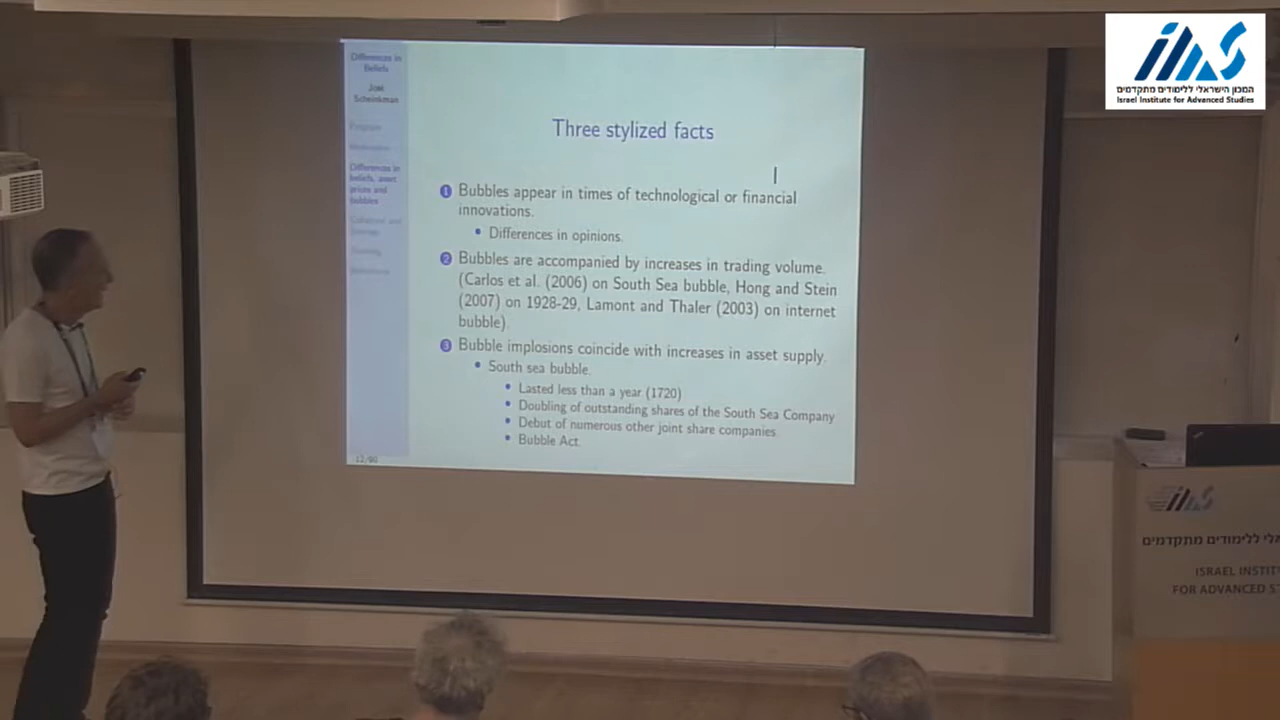 המכון הישראלי ללימודים מתקדמים
Israel Institute for Advanced Studies
Differences in
Beliefs
José
Scheinkman
Differences in
beliefs, asset
prices and
bubbles
Three stylized facts
1 Bubbles appear in times of technological or financial
innovations.
• Differences in opinions.
2 Bubbles are accompanied by increases in trading volume.
(Carlos et al. (2006) on South Sea bubble, Hong and Stein
(2007) on 1928-29, Lamont and Thaler (2003) on internet
bubble).
3 Bubble implosions coincide with increases in asset supply.
• South sea bubble.
• Lasted less than a year (1720)
• Doubling of outstanding shares of the South Sea Company
• Debut of numerous other joint share companies.
• Bubble Act.
ללימודים מתקדמים
ISRAEL INSTIT
FOR ADVANCED S